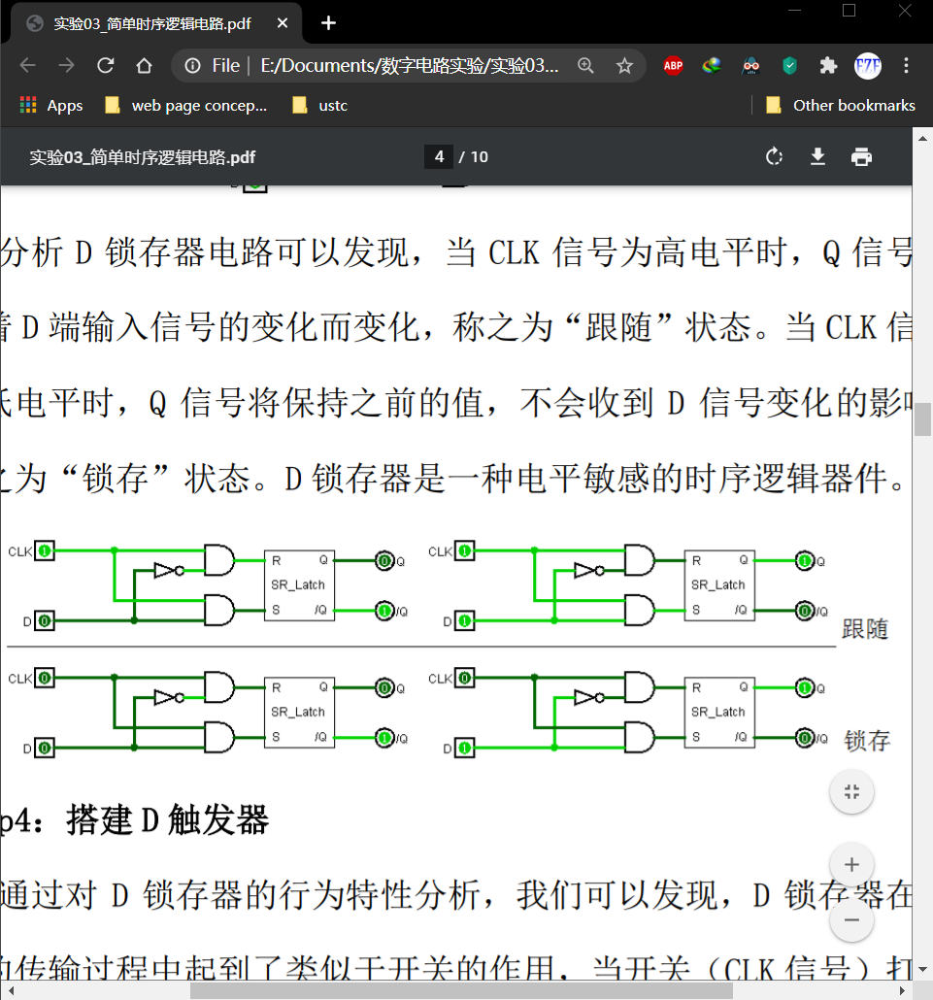 实验03_简单时序逻辑电路.pdf
File | E:/Documents/数字电路实验/实验03...
ABP
EZF
Apps
web page concep...
ustc
Other bookmarks
实验03_简单时序逻辑电路.pdf
4 / 10
分析 D 锁存器电路可以发现，当 CLK 信号为高电平时，Q 信号
D 端输入信号的变化而变化，称之为“跟随”状态。当 CLK 信
电平时，Q 信号将保持之前的值，不会收到 D 信号变化的影
为“锁存”状态。D 锁存器是一种电平敏感的时序逻辑器件。
CLK 1 R Q 0 Q CLK 1 R Q 1 Q
SR_Latch SR_Latch
D 0 S /Q 1 /Q D 1 S /Q 0 /Q
跟随
CLK 0 R Q 0 Q CLK 0 R Q 1 Q
SR_Latch SR_Latch
D 0 S /Q 1 /Q D 1 S /Q 0 /Q
锁存
p4：搭建 D 触发器
通过对 D 锁存器的行为特性分析，我们可以发现，D 锁存器在
传输过程中起到了类似于开关的作用，当开关（CLK 信号）打